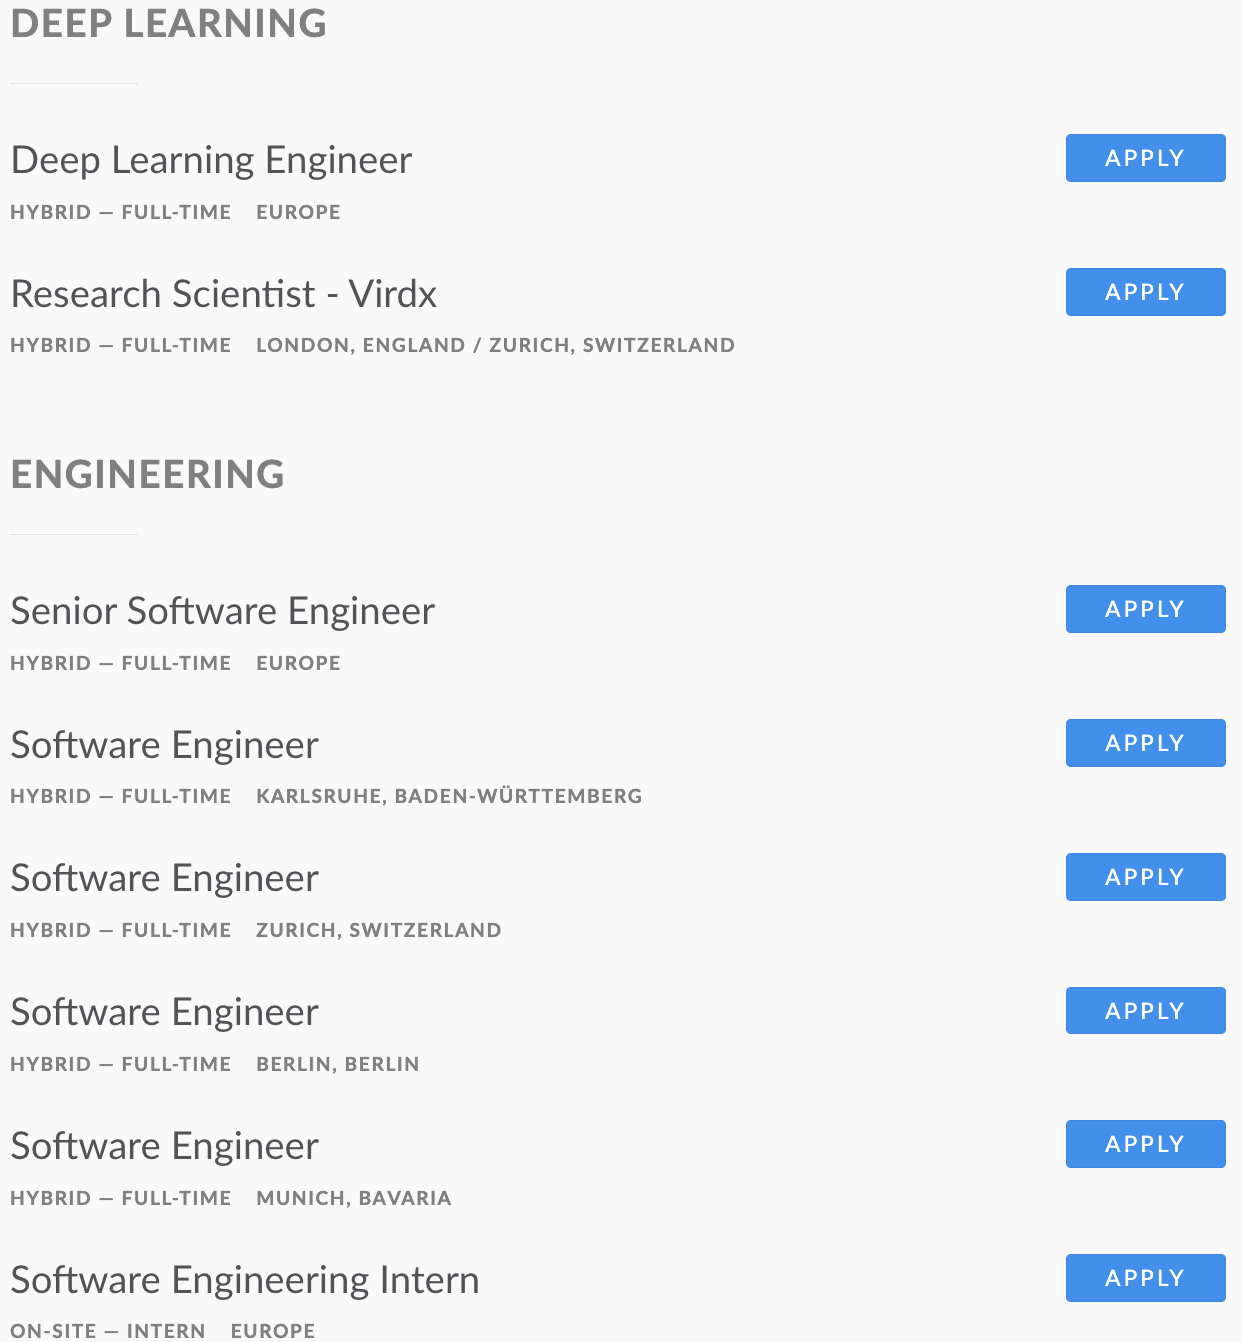 DEEP LEARNING
Deep Learning Engineer
APPLY
HYBRID — FULL-TIME EUROPE
Research Scientist - Virdx
APPLY
HYBRID — FULL-TIME LONDON, ENGLAND / ZURICH, SWITZERLAND
ENGINEERING
Senior Software Engineer
APPLY
HYBRID — FULL-TIME EUROPE
Software Engineer
APPLY
HYBRID — FULL-TIME KARLSRUHE, BADEN-WÜRTTEMBERG
Software Engineer
APPLY
HYBRID — FULL-TIME ZURICH, SWITZERLAND
Software Engineer
APPLY
HYBRID — FULL-TIME BERLIN, BERLIN
Software Engineer
APPLY
HYBRID — FULL-TIME MUNICH, BAVARIA
Software Engineering Intern
APPLY
ON-SITE — INTERN EUROPE